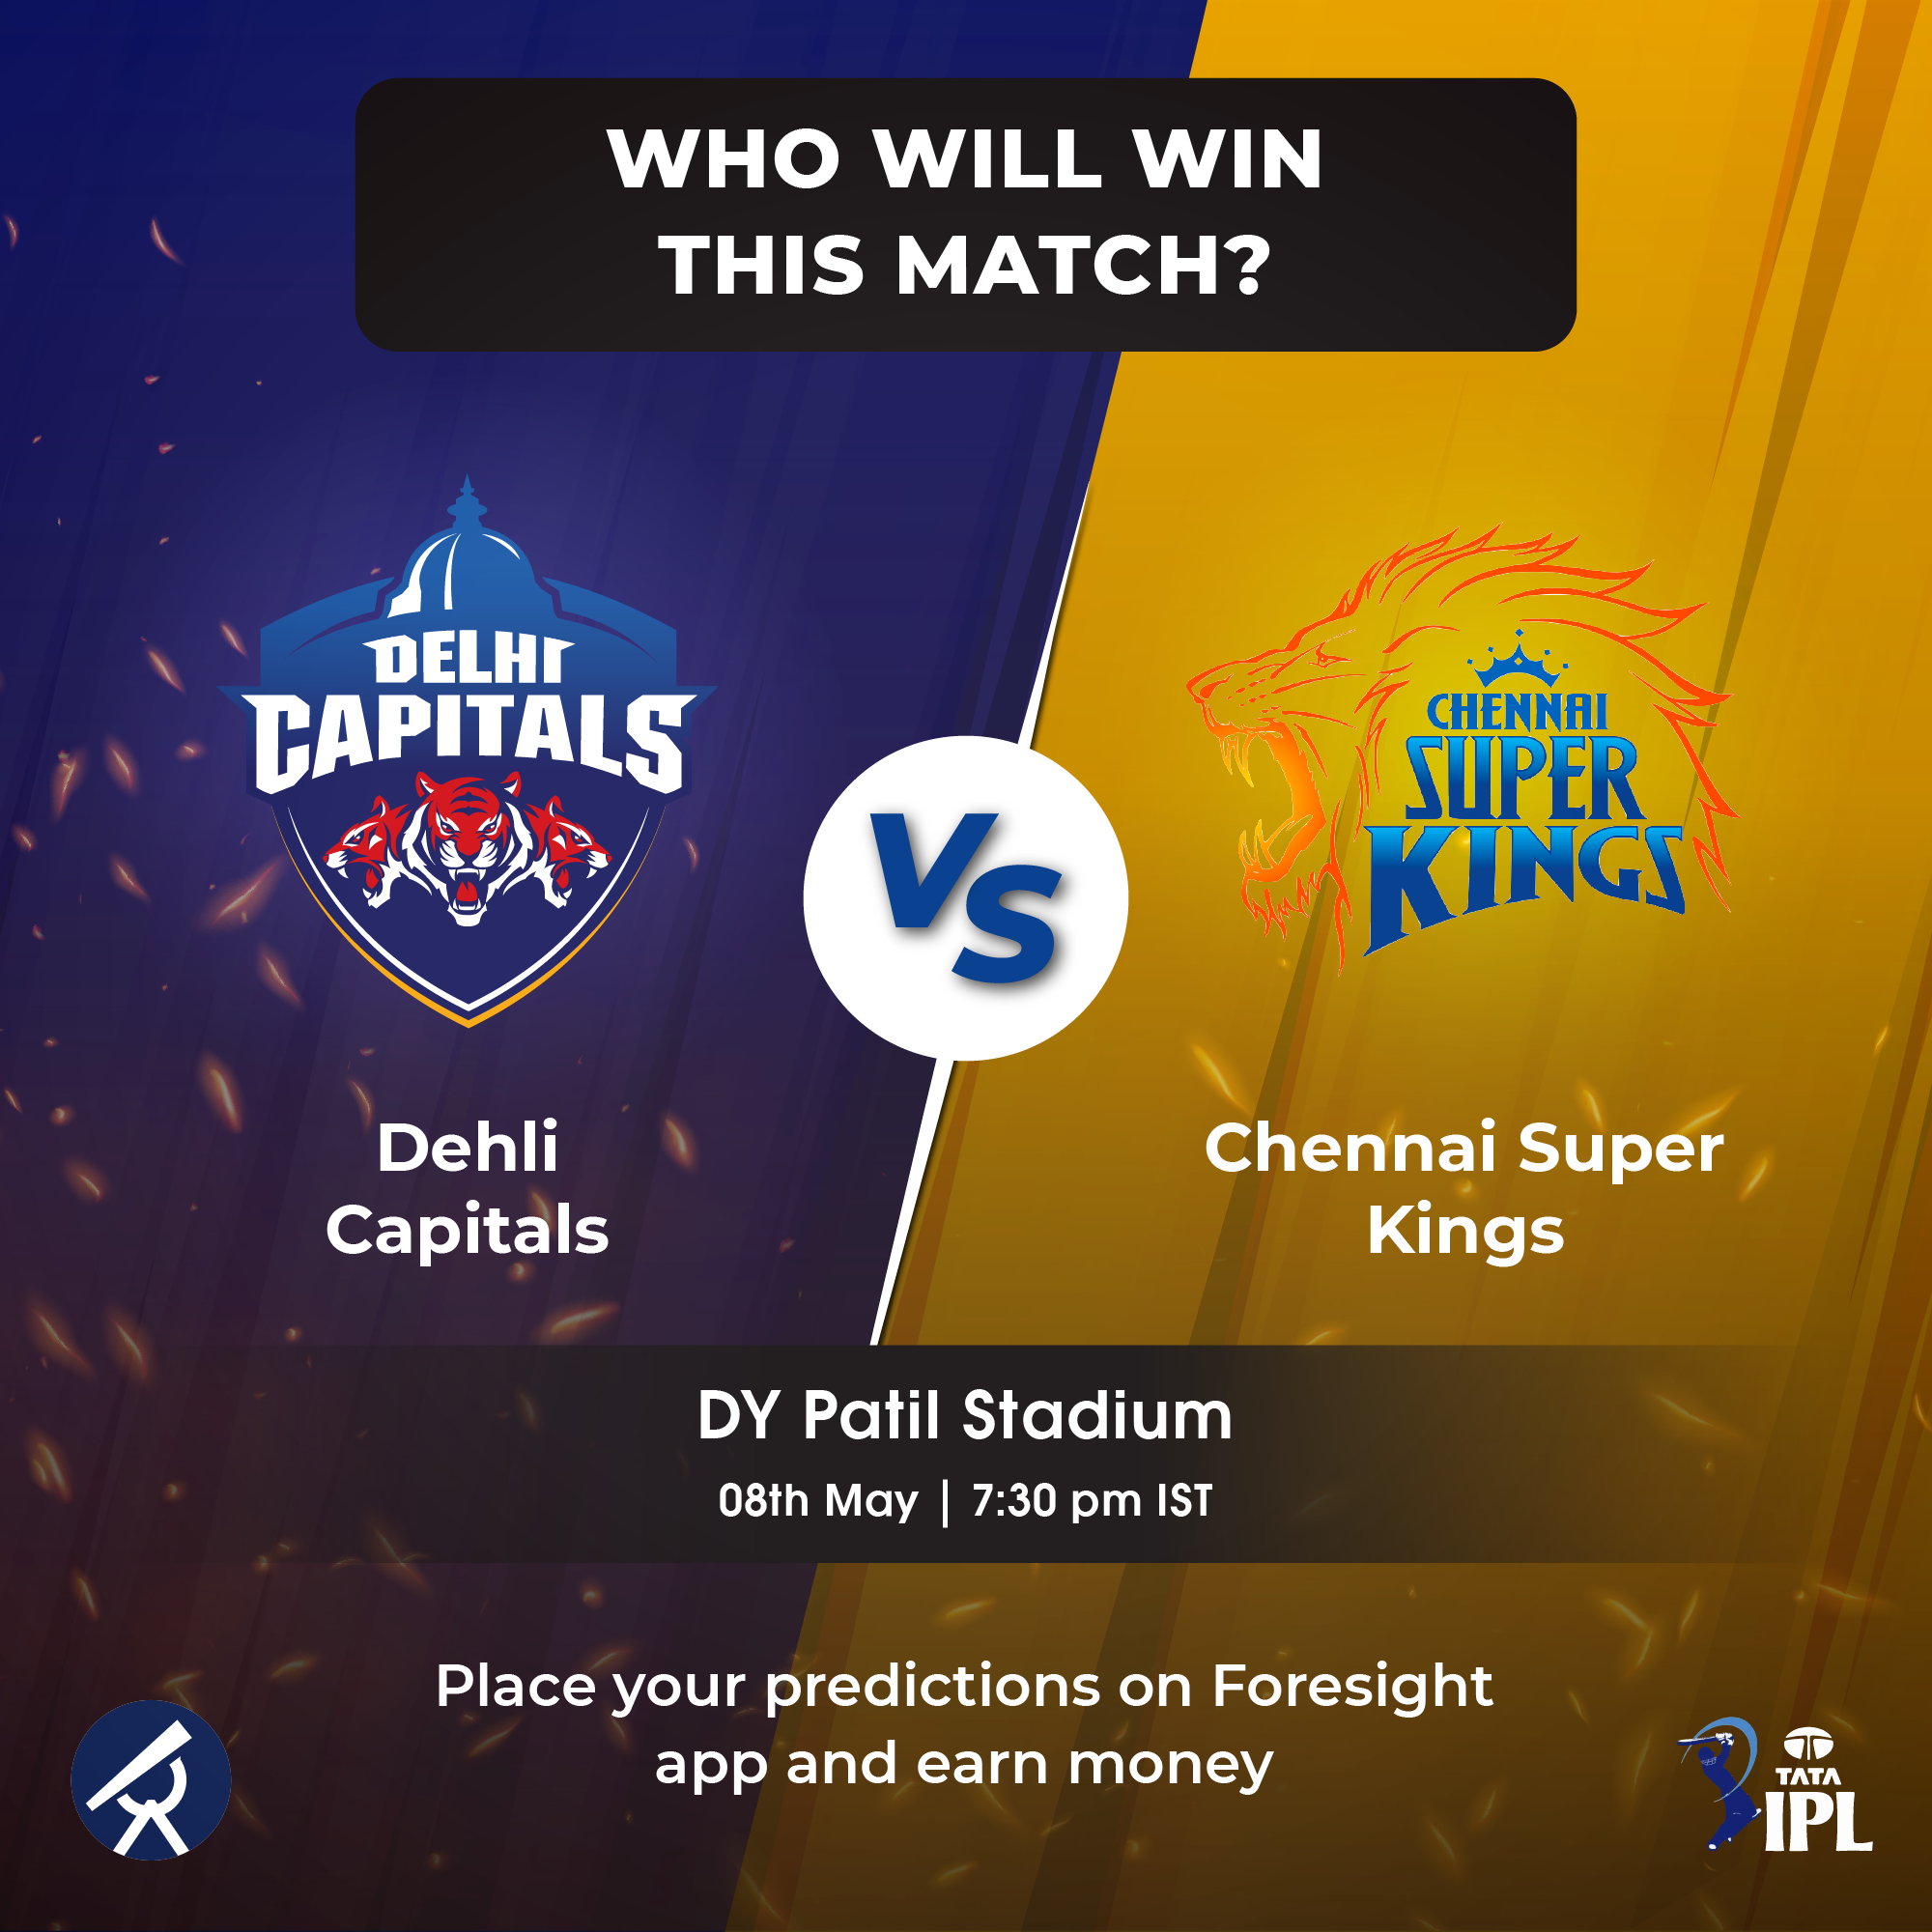 WHO WILL WIN
THIS MATCH?
DELHI
CAPITALS
CHENNAI
SUPER
KINGS
VS
Dehli
Capitals
Chennai Super
Kings
DY Patil Stadium
08th May | 7:30 pm IST
Place your predictions on Foresight
app and earn money
TATA
IPL